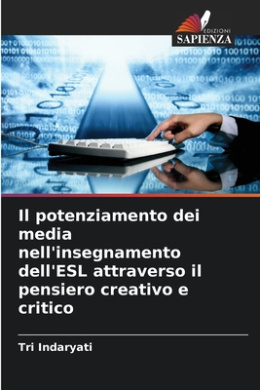 EDIZIONI
SAPIENZA
Il potenziamento dei
media
nell'insegnamento
dell'ESL attraverso il
pensiero creativo e
critico
Tri Indaryati